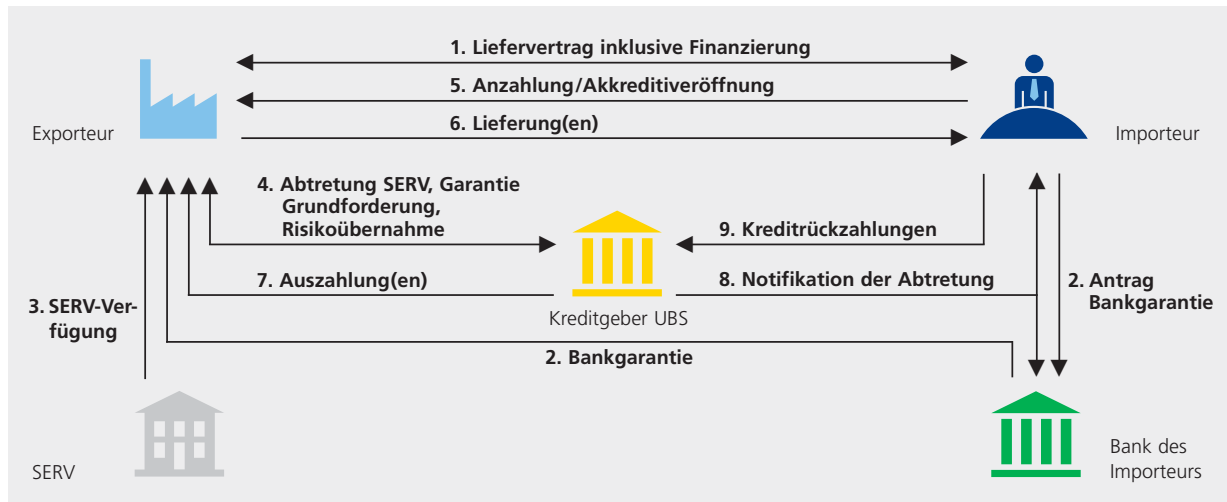 1. Liefervertrag inklusive Finanzierung
5. Anzahlung/Akkreditiveröffnung
6. Lieferung(en)
Exporteur
Importeur
4. Abtretung SERV, Garantie
Grundforderung,
Risikoübernahme
9. Kreditrückzahlungen
7. Auszahlung(en)
8. Notifikation der Abtretung
2. Antrag
Bankgarantie
3. SERV-Ver-
fügung
Kreditgeber UBS
2. Bankgarantie
SERV
Bank des
Importeurs